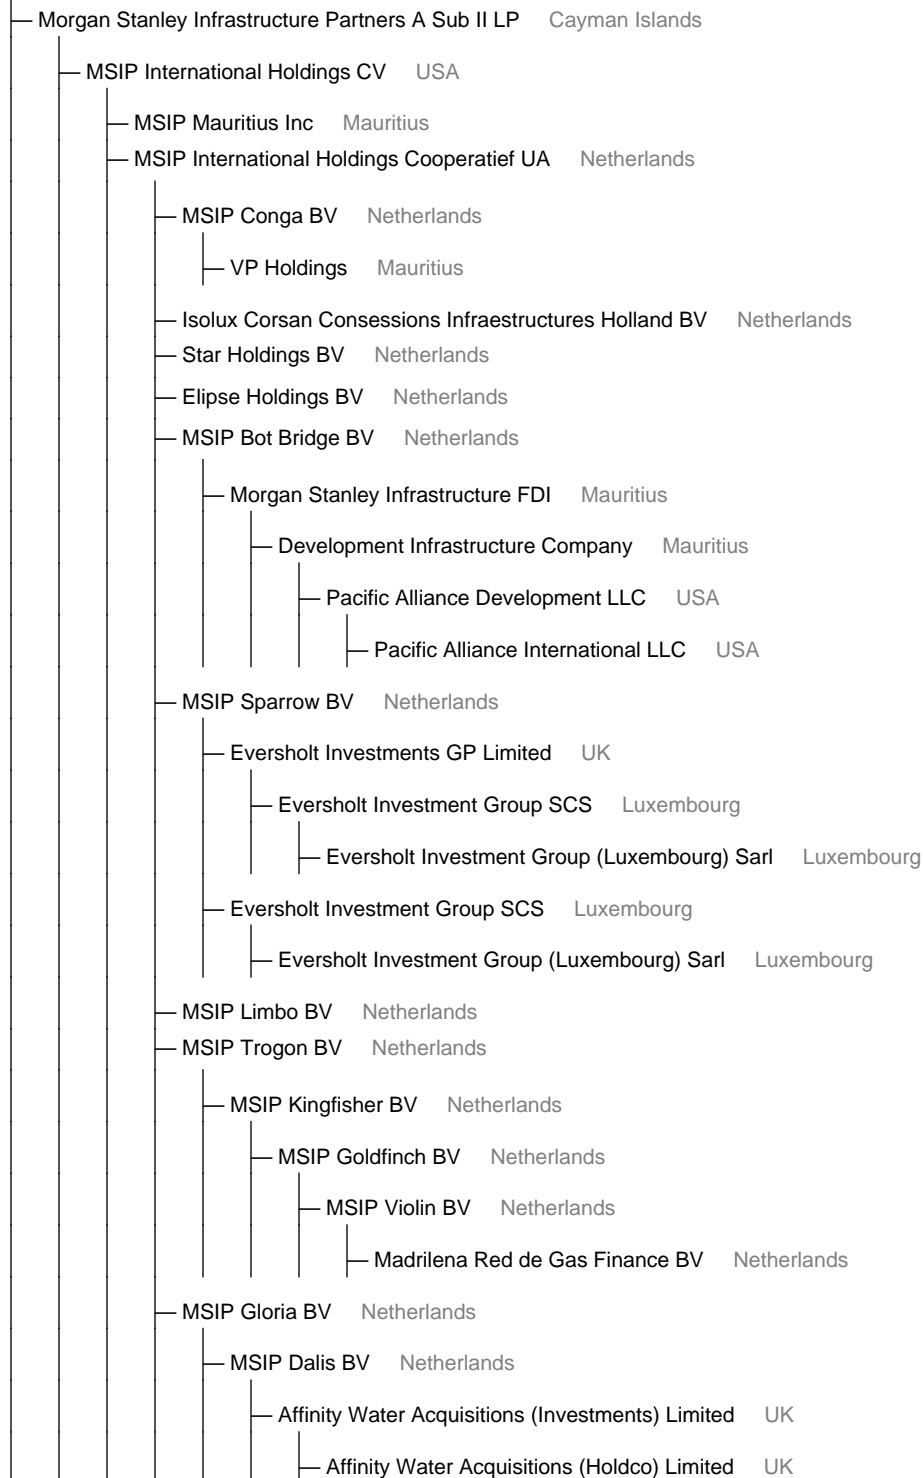 Morgan Stanley Infrastructure Partners A Sub II LP Cayman Islands
MSIP International Holdings CV USA
MSIP Mauritius Inc Mauritius
MSIP International Holdings Cooperatief UA Netherlands
MSIP Conga BV Netherlands
VP Holdings Mauritius
Isolux Corsan Consessions Infraestructures Holland BV Netherlands
Star Holdings BV Netherlands
Elipse Holdings BV Netherlands
MSIP Bot Bridge BV Netherlands
Morgan Stanley Infrastructure FDI Mauritius
Development Infrastructure Company Mauritius
Pacific Alliance Development LLC USA
Pacific Alliance International LLC USA
MSIP Sparrow BV Netherlands
Eversholt Investments GP Limited UK
Eversholt Investment Group SCS Luxembourg
Eversholt Investment Group (Luxembourg) Sarl Luxembourg
Eversholt Investment Group SCS Luxembourg
Eversholt Investment Group (Luxembourg) Sarl Luxembourg
MSIP Limbo BV Netherlands
MSIP Trogon BV Netherlands
MSIP Kingfisher BV Netherlands
MSIP Goldfinch BV Netherlands
MSIP Violin BV Netherlands
Madrilena Red de Gas Finance BV Netherlands
MSIP Gloria BV Netherlands
MSIP Dalis BV Netherlands
Affinity Water Acquisitions (Investments) Limited UK
Affinity Water Acquisitions (Holdco) Limited UK